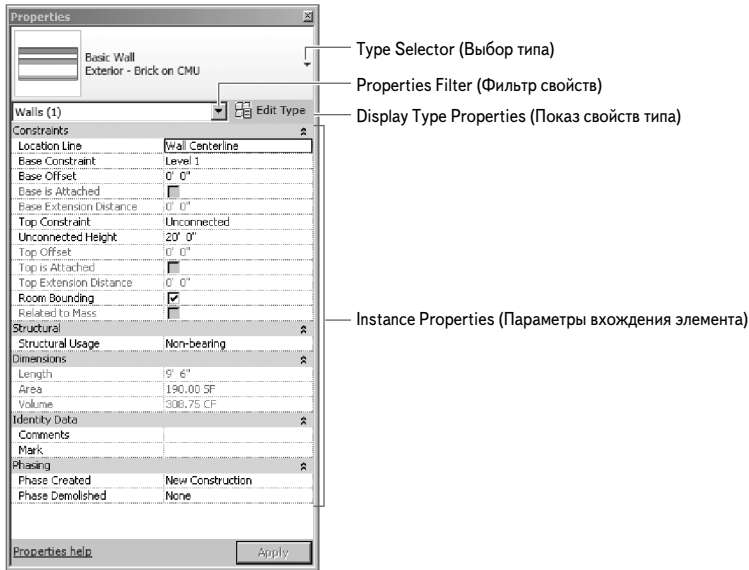 Properties
Basic Wall
Exterior - Brick on CMU
Type Selector (Выбор типа)
Properties Filter (Фильтр свойств)
Walls (1) Edit Type
Display Type Properties (Показ свойств типа)
Constraints
Location Line Wall Centerline
Base Constraint Level 1
Base Offset 0' 0"
Base is Attached
Base Extension Distance 0' 0"
Top Constraint Unconnected
Unconnected Height 20' 0"
Top Offset 0' 0"
Top is Attached
Top Extension Distance 0' 0"
Room Bounding
Related to Mass
Instance Properties (Параметры вхождения элемента)
Structural
Structural Usage Non-bearing
Dimensions
Length 9' 6"
Area 190.00 SF
Volume 308.75 CF
Identity Data
Comments
Mark
Phasing
Phase Created New Construction
Phase Demolished None
Properties help Apply